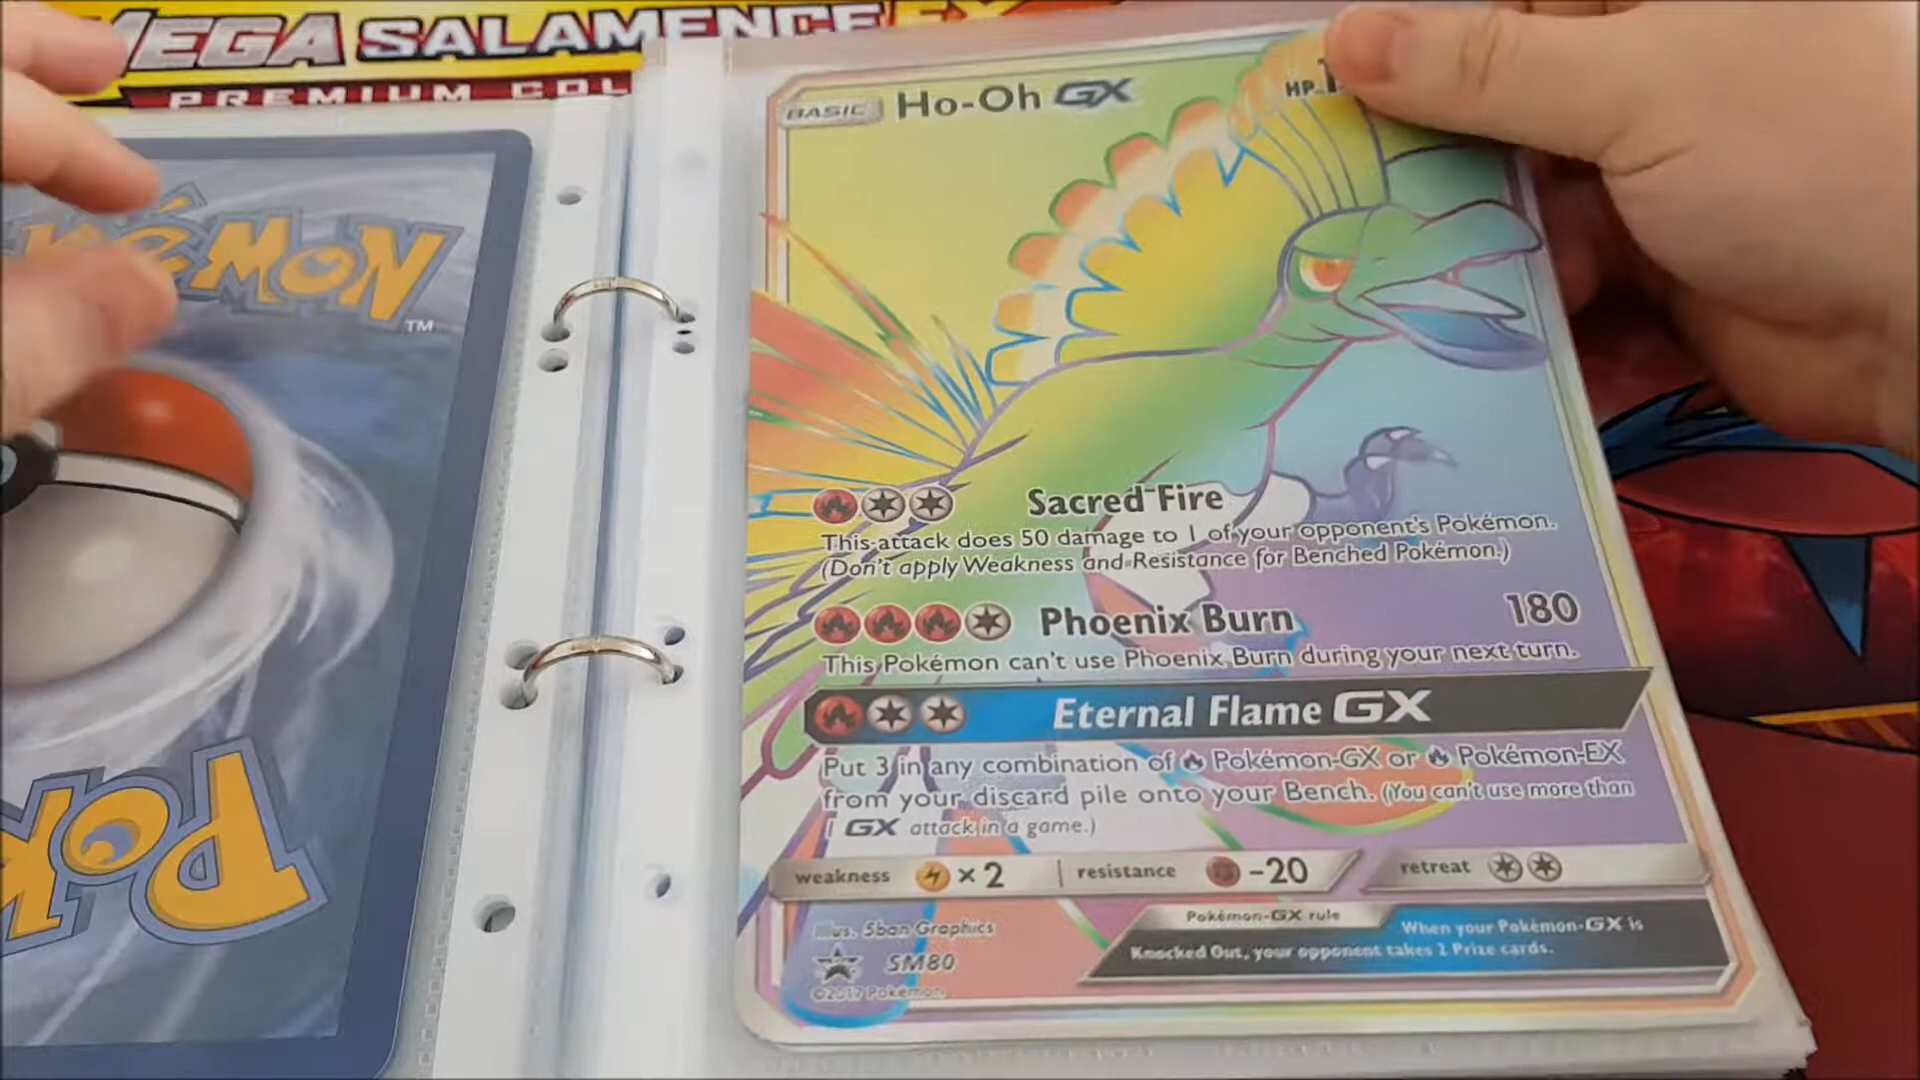 MEGA SALAMENCE EX
PREMIUM COL
POKéMON
TM
BASIC Ho-Oh GX
HP 1
Sacred Fire
This attack does 50 damage to 1 of your opponent's Pokémon.
(Don't apply Weakness and Resistance for Benched Pokémon.)
Phoenix Burn 180
This Pokémon can't use Phoenix Burn during your next turn.
Eternal Flame GX
Put 3 in any combination of Pokémon-GX or Pokémon-EX
from your discard pile onto your Bench. (You can't use more than
1 GX attack in a game.)
weakness ×2 resistance -20 retreat
Pokémon-GX rule
When your Pokémon-GX is
Knocked Out, your opponent takes 2 Prize cards.
Illus. 5ban Graphics
SM80
©2017 Pokémon
POK
P